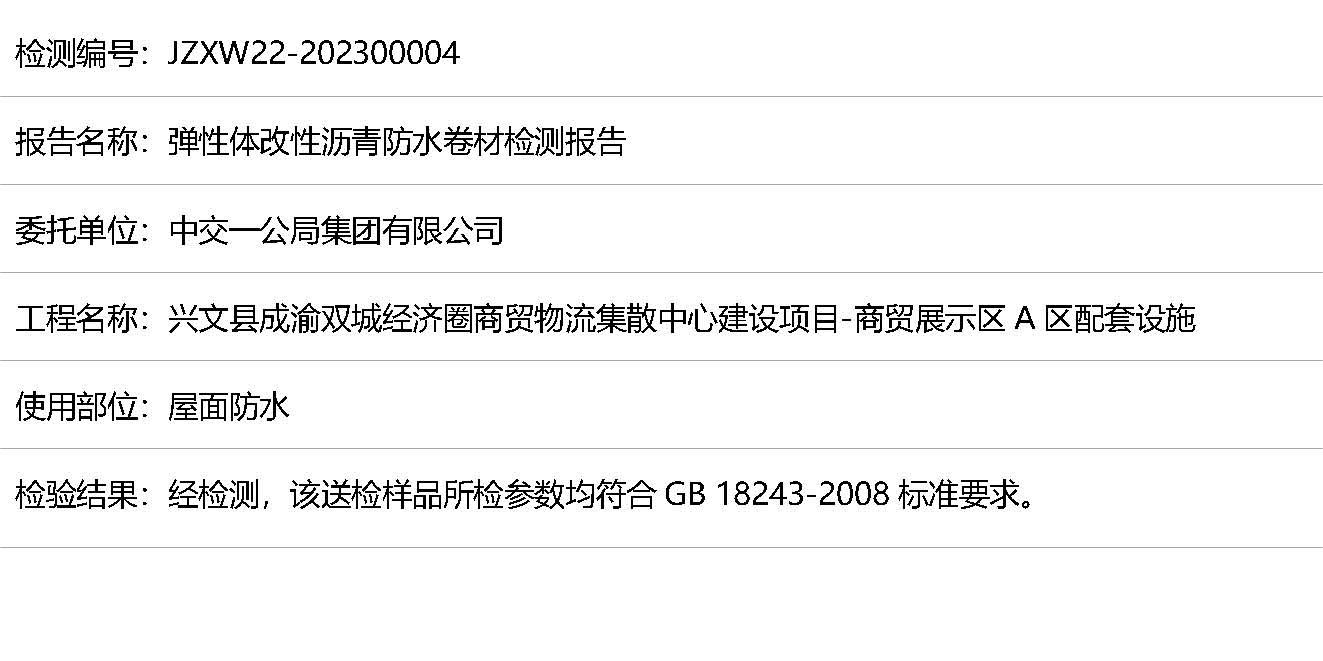 检测编号：JZXW22-202300004
报告名称：弹性体改性沥青防水卷材检测报告
委托单位：中交一公局集团有限公司
工程名称：兴文县成渝双城经济圈商贸物流集散中心建设项目-商贸展示区 A 区配套设施
使用部位：屋面防水
检验结果：经检测，该送检样品所检参数均符合 GB 18243-2008 标准要求。